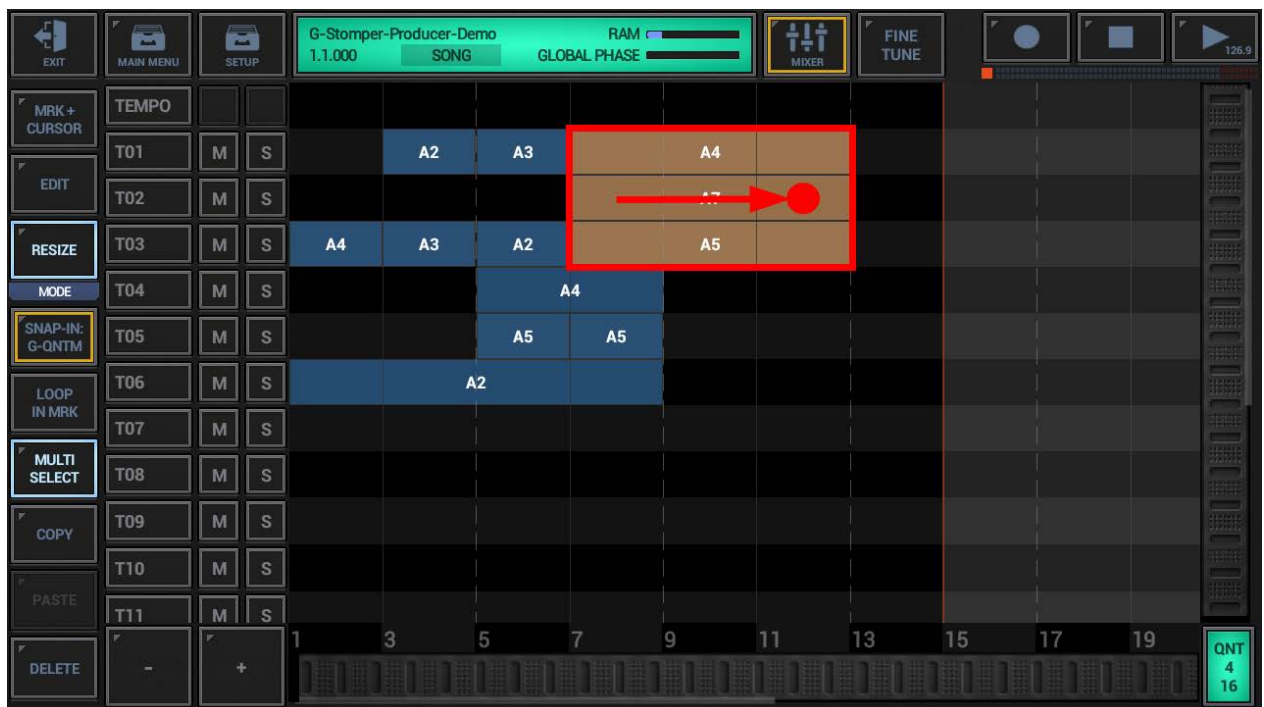 EXIT
MAIN MENU
SETUP
G-Stomper-Producer-Demo RAM
1.1.000 SONG GLOBAL PHASE
MIXER
FINE
TUNE
126.9
MRK +
CURSOR
TEMPO
T01 M S A2 A3 A4
EDIT
T02 M S
RESIZE
T03 M S A4 A3 A2 A5
MODE
T04 M S A4
SNAP-IN:
G-QNTM
T05 M S A5 A5
LOOP
IN MRK
T06 M S A2
T07 M S
MULTI
SELECT
T08 M S
COPY
T09 M S
T10 M S
PASTE
T11 M S
DELETE
- +
1 3 5 7 9 11 13 15 17 19
QNT
4
16